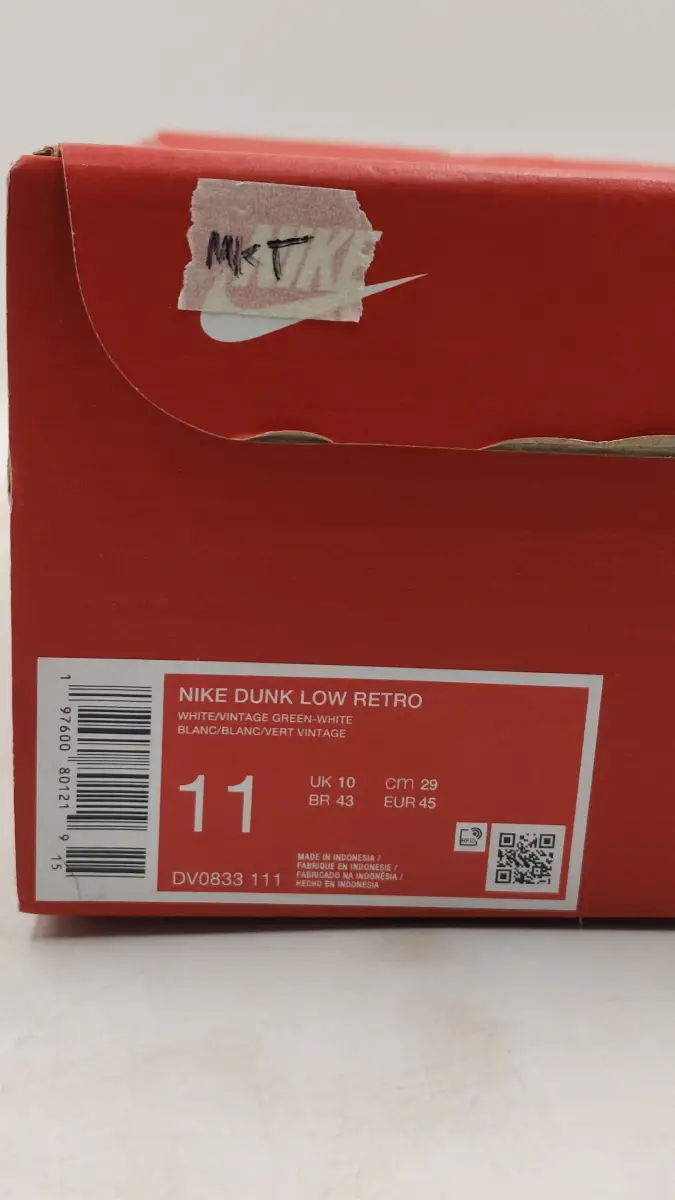 MKT
NIKE
1 97600 80121 9 15
NIKE DUNK LOW RETRO
WHITE/VINTAGE GREEN-WHITE
BLANC/BLANC/VERT VINTAGE
11
UK 10 cm 29
BR 43 EUR 45
RFID
DV0833 111
MADE IN INDONESIA /
FABRIQUE EN INDONESIE /
FABRICADO NA INDONÉSIA /
HECHO EN INDONESIA